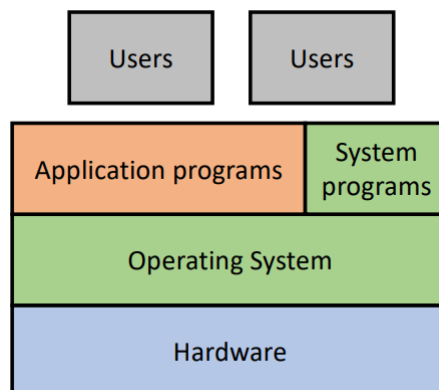 Users
Users
Application programs
System
programs
Operating System
Hardware